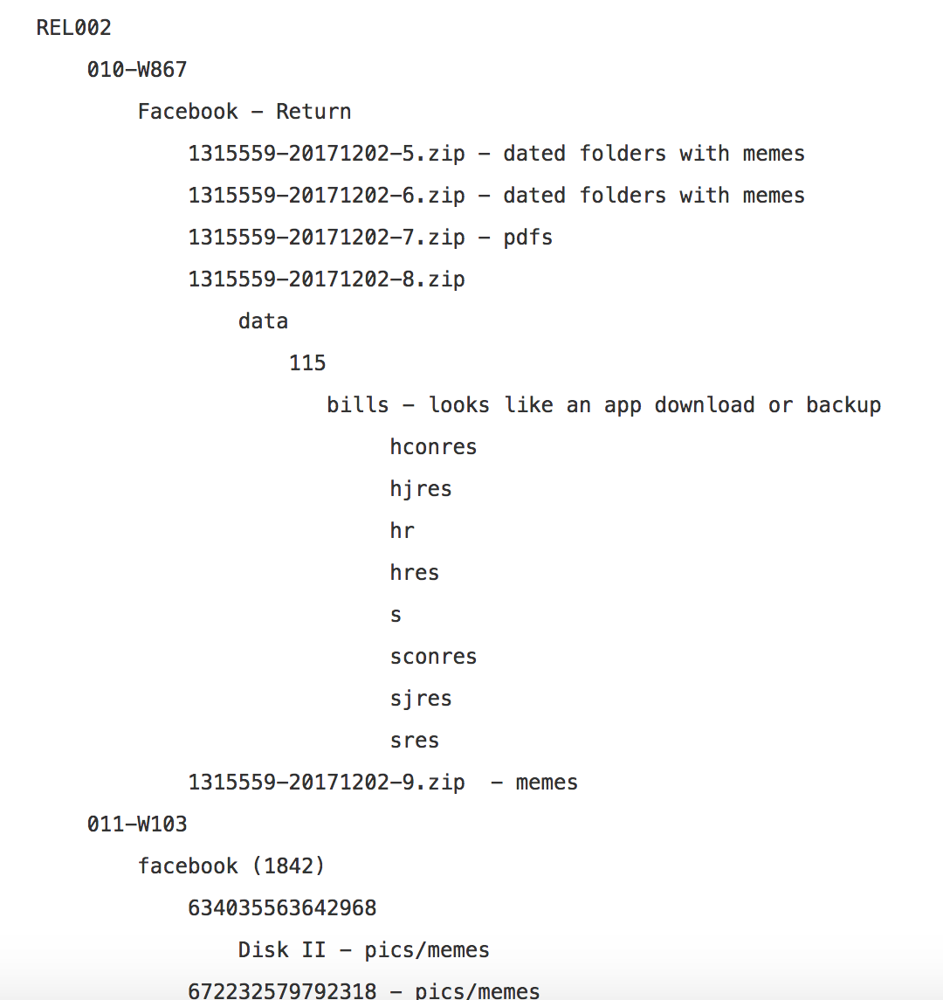 REL002
010-W867
Facebook - Return
1315559-20171202-5.zip - dated folders with memes
1315559-20171202-6.zip - dated folders with memes
1315559-20171202-7.zip - pdfs
1315559-20171202-8.zip
data
115
bills - looks like an app download or backup
hconres
hjres
hr
hres
s
sconres
sjres
sres
1315559-20171202-9.zip  - memes
011-W103
facebook (1842)
634035563642968
Disk II - pics/memes
672232579792318 - pics/memes